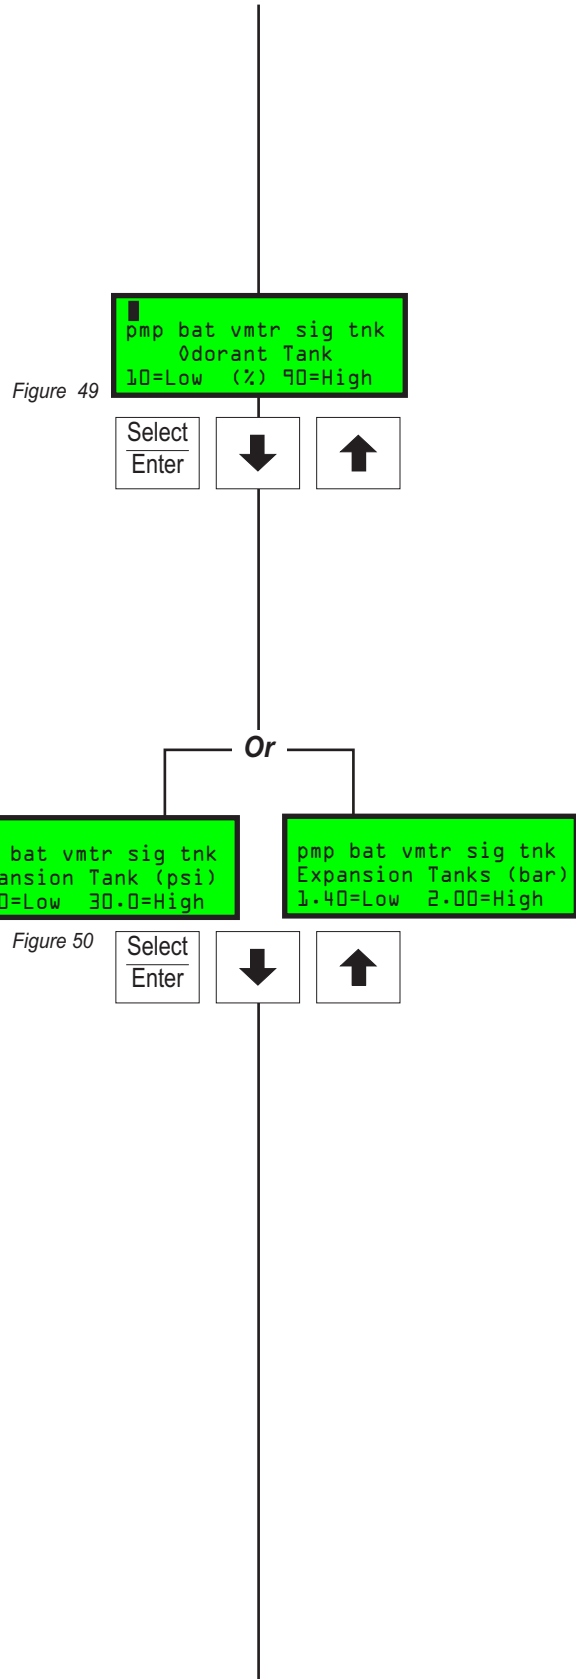 pmp bat vmtr sig tnk
Odorant Tank
10=Low (%) 90=High
Figure 49
Select
Enter
Or
bat vmtr sig tnk
ansion Tank (psi)
0=Low 30.0=High
pmp bat vmtr sig tnk
Expansion Tanks (bar)
1.40=Low 2.00=High
Figure 50
Select
Enter